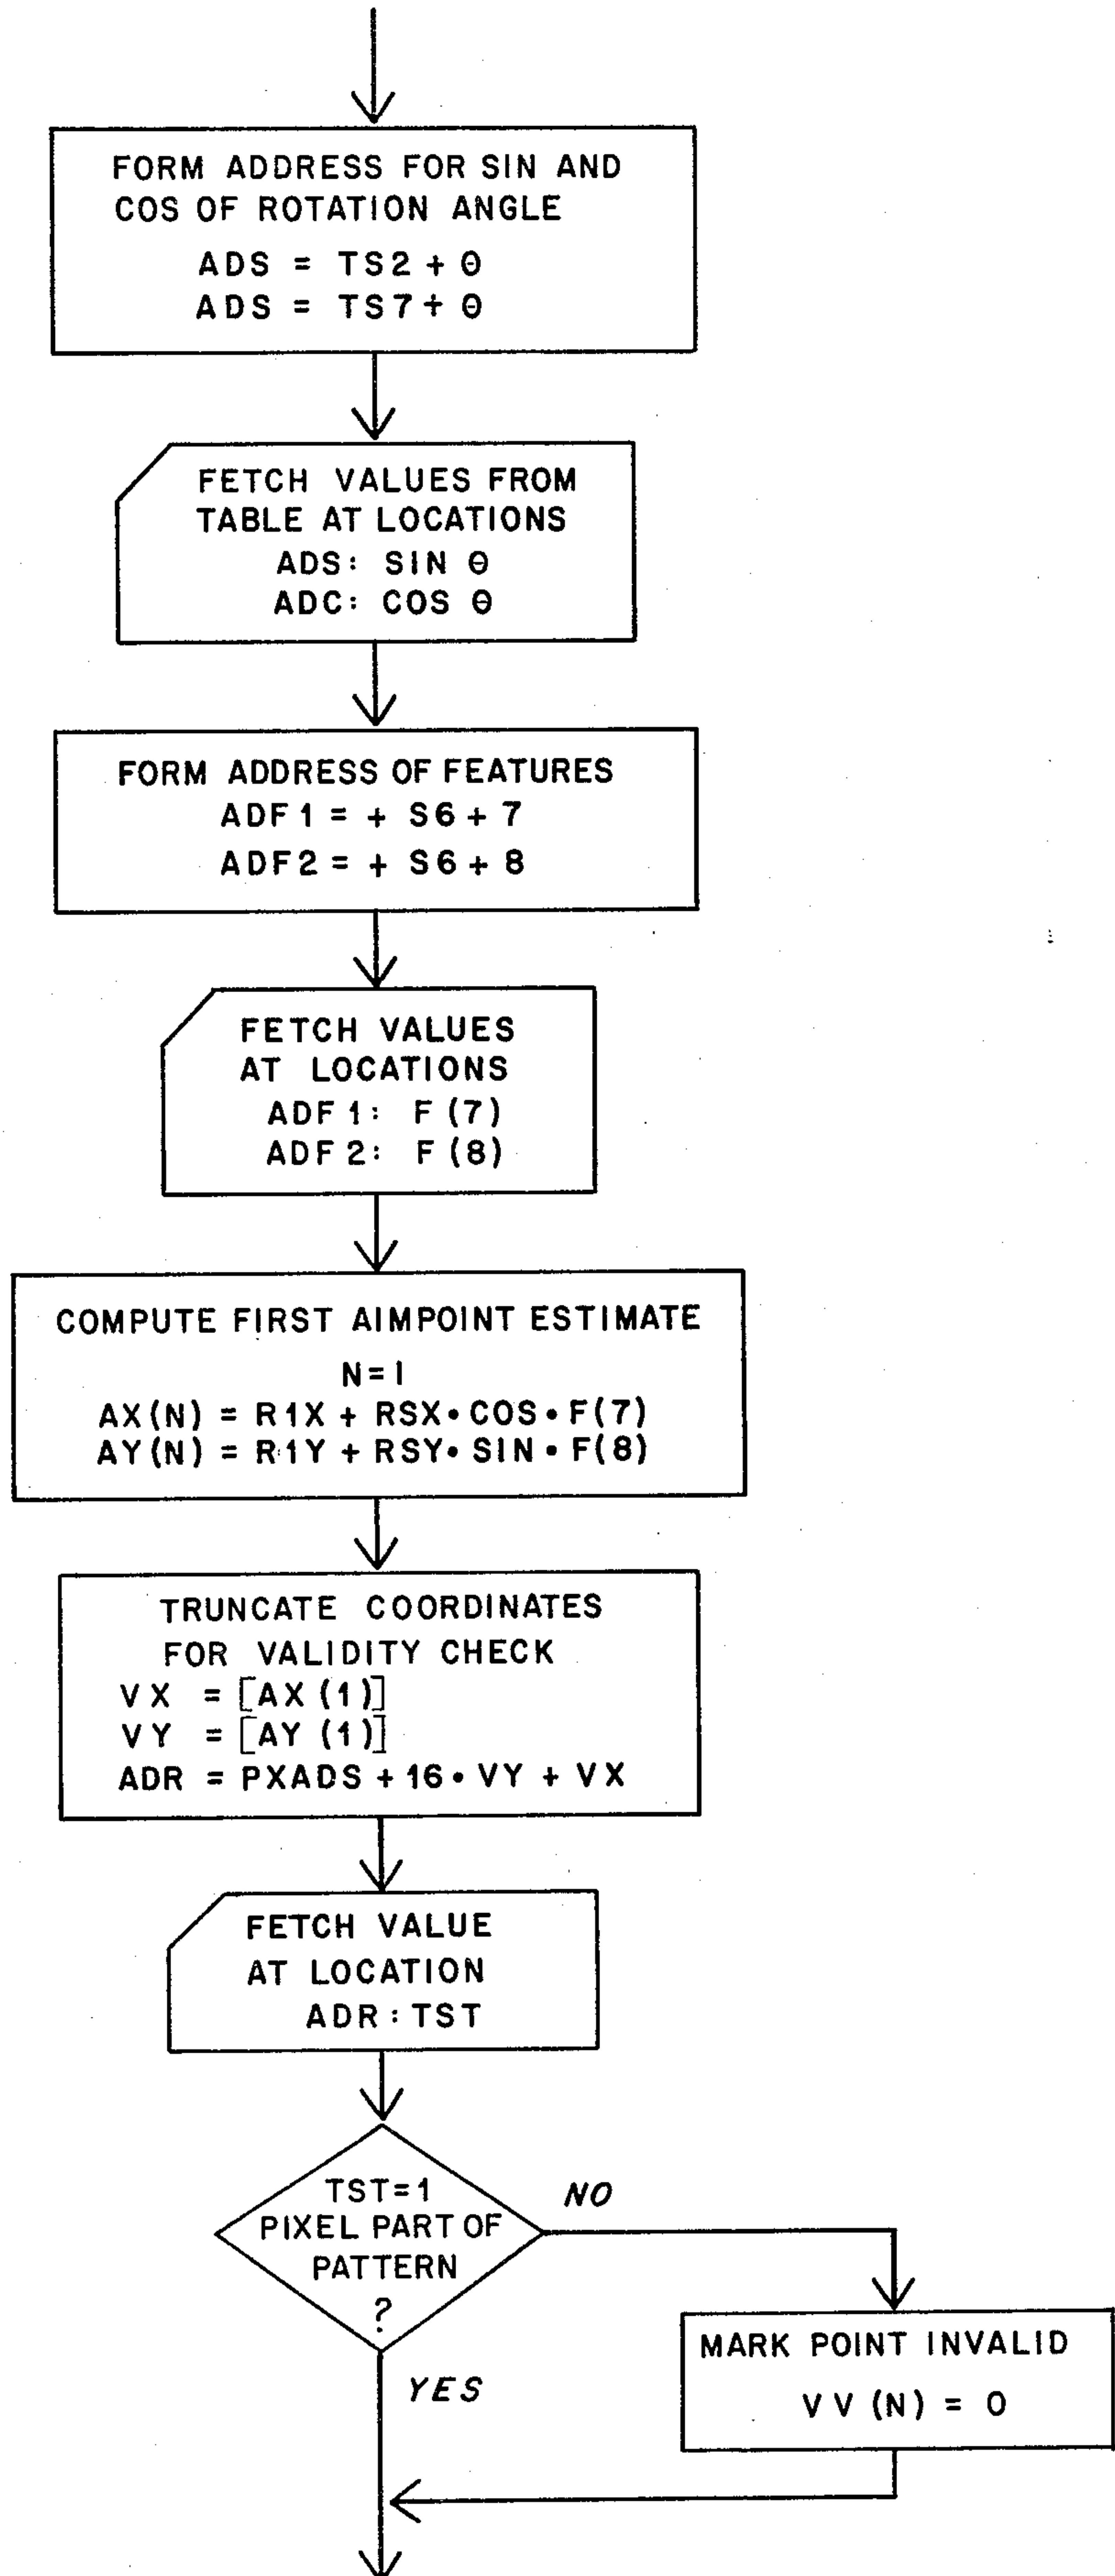 FORM ADDRESS FOR SIN AND
COS OF ROTATION ANGLE
ADS = TS2 + Θ
ADS = TS7 + Θ
FETCH VALUES FROM
TABLE AT LOCATIONS
ADS: SIN Θ
ADC: COS Θ
FORM ADDRESS OF FEATURES
ADF1 = + S6 + 7
ADF2 = + S6 + 8
FETCH VALUES
AT LOCATIONS
ADF1: F(7)
ADF2: F(8)
COMPUTE FIRST AIMPOINT ESTIMATE
N=1
AX(N) = R1X + RSX•COS•F(7)
AY(N) = R1Y + RSY•SIN•F(8)
TRUNCATE COORDINATES
FOR VALIDITY CHECK
VX = [AX(1)]
VY = [AY(1)]
ADR = PXADS + 16•VY + VX
FETCH VALUE
AT LOCATION
ADR: TST
TST=1
PIXEL PART OF
PATTERN
?
NO
YES
MARK POINT INVALID
VV(N) = 0